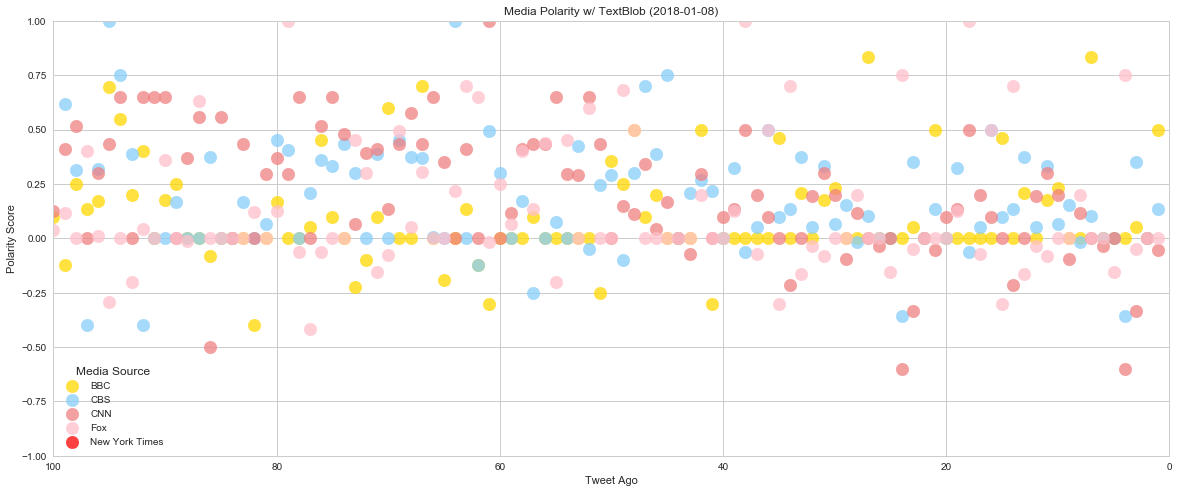 Media Polarity w/ TextBlob (2018-01-08)
1.00
0.75
0.50
0.25
0.00
−0.25
−0.50
−0.75
−1.00
Polarity Score
Media Source
BBC
CBS
CNN
Fox
New York Times
100
80
60
40
20
0
Tweet Ago